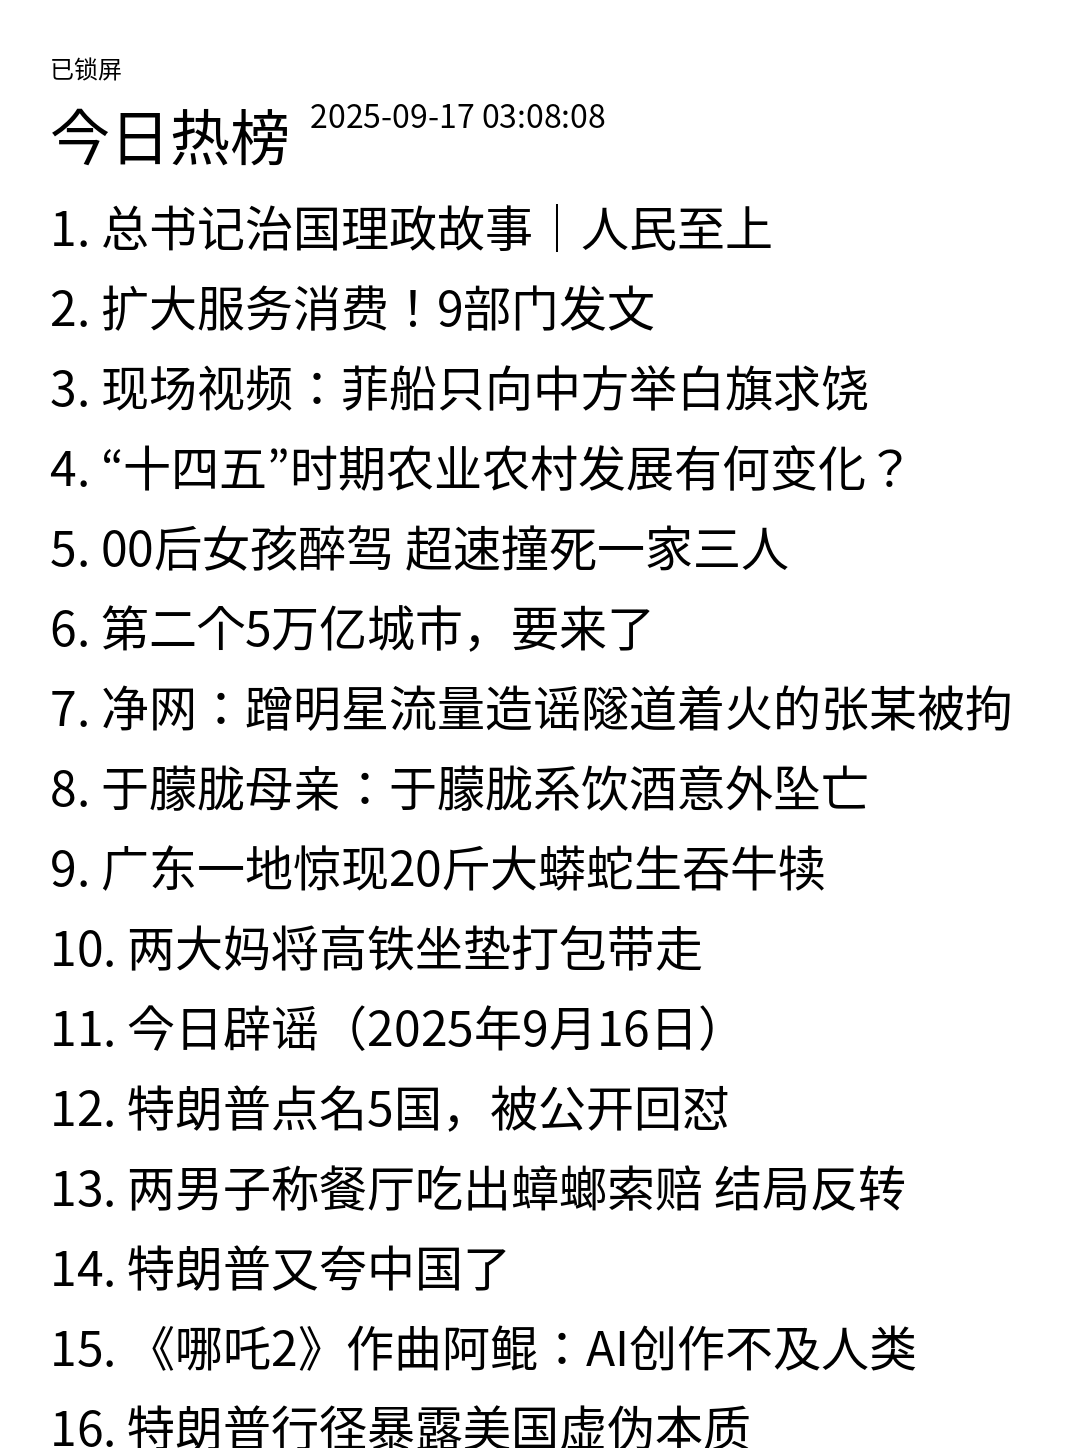 已锁屏
今日热榜 2025-09-17 03:08:08
1. 总书记治国理政故事｜人民至上
2. 扩大服务消费！9部门发文
3. 现场视频：菲船只向中方举白旗求饶
4. “十四五”时期农业农村发展有何变化？
5. 00后女孩醉驾 超速撞死一家三人
6. 第二个5万亿城市，要来了
7. 净网：蹭明星流量造谣隧道着火的张某被拘
8. 于朦胧母亲：于朦胧系饮酒意外坠亡
9. 广东一地惊现20斤大蟒蛇生吞牛犊
10. 两大妈将高铁坐垫打包带走
11. 今日辟谣（2025年9月16日）
12. 特朗普点名5国，被公开回怼
13. 两男子称餐厅吃出蟑螂索赔 结局反转
14. 特朗普又夸中国了
15. 《哪吒2》作曲阿鲲：AI创作不及人类
16. 特朗普行径暴露美国虚伪本质